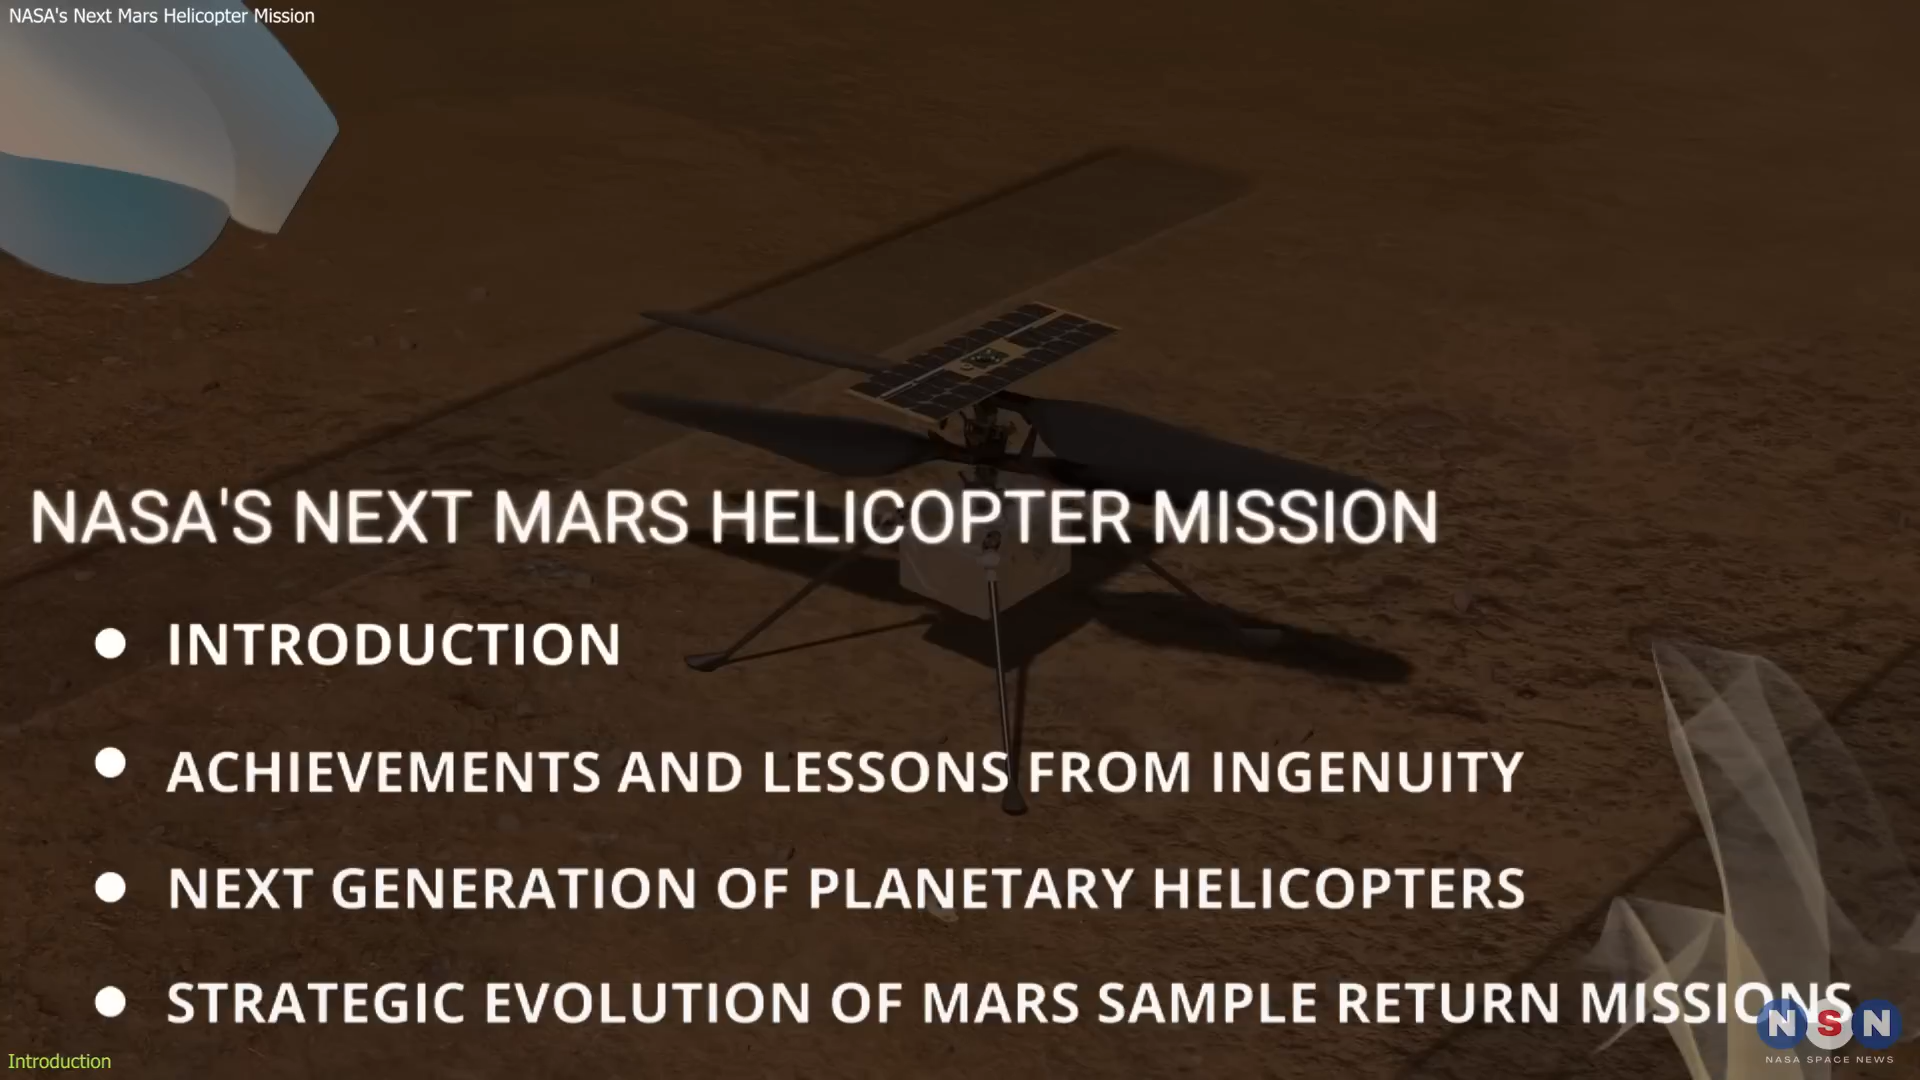 NASA's Next Mars Helicopter Mission
NASA'S NEXT MARS HELICOPTER MISSION
INTRODUCTION
ACHIEVEMENTS AND LESSONS FROM INGENUITY
NEXT GENERATION OF PLANETARY HELICOPTERS
STRATEGIC EVOLUTION OF MARS SAMPLE RETURN MISSIONS
NSN
NASA SPACE NEWS
Introduction